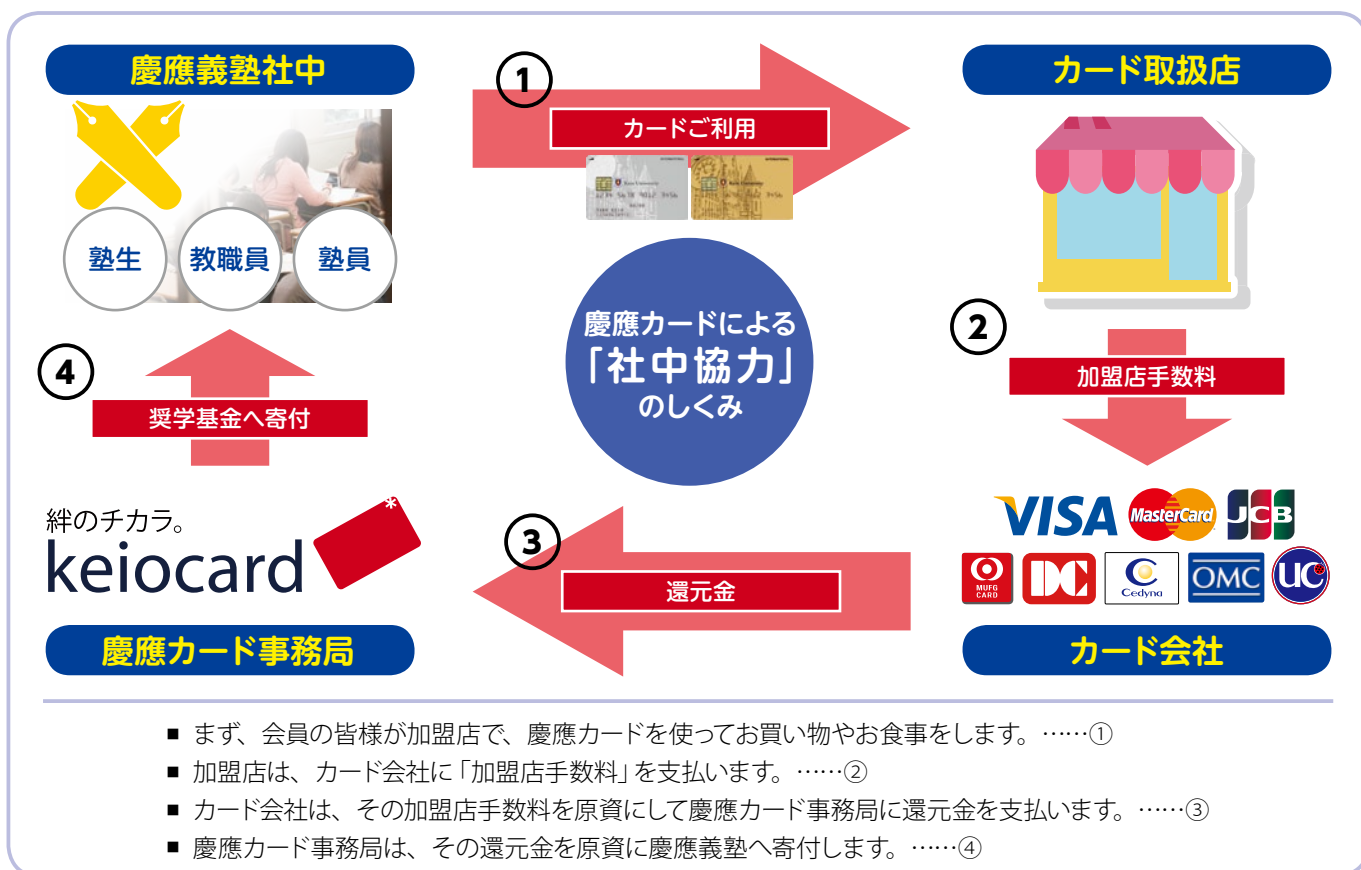 慶應義塾社中
塾生
教職員
塾員
①
カードご利用
Keio University
カード取扱店
慶應カードによる
「社中協力」
のしくみ
②
加盟店手数料
VISA
MasterCard
JCB
MUFG
CARD
DC
Cedyna
OMC
UC
カード会社
③
還元金
④
奨学基金へ寄付
絆のチカラ。
keiocard
慶應カード事務局
■ まず、会員の皆様が加盟店で、慶應カードを使ってお買い物やお食事をします。……①
■ 加盟店は、カード会社に「加盟店手数料」を支払います。……②
■ カード会社は、その加盟店手数料を原資にして慶應カード事務局に還元金を支払います。……③
■ 慶應カード事務局は、その還元金を原資に慶應義塾へ寄付します。……④